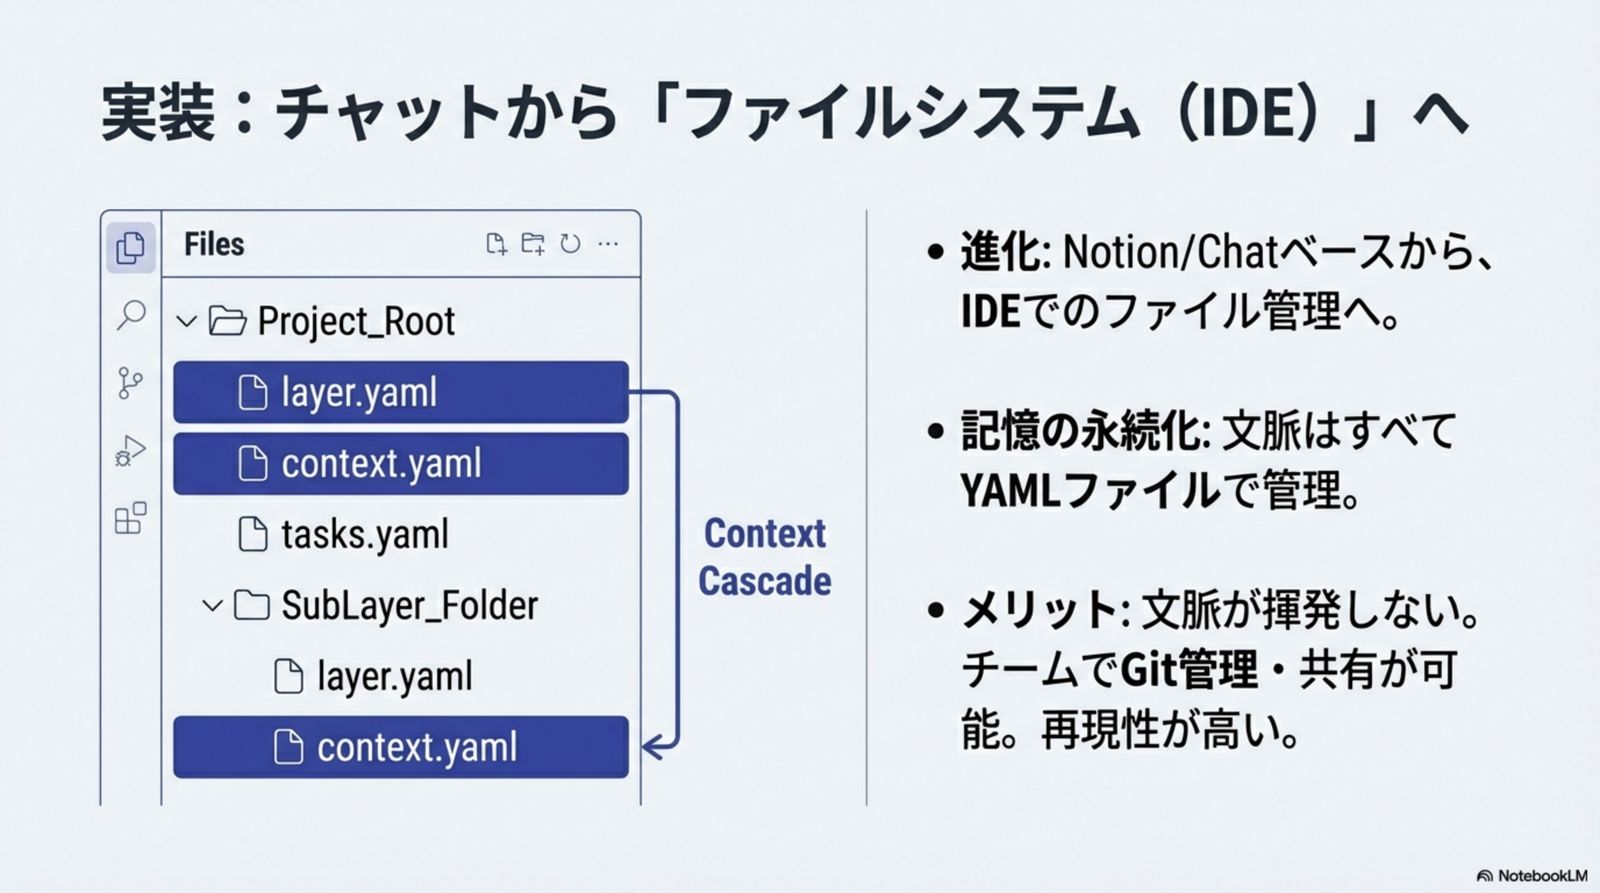 実装：チャットから「ファイルシステム（IDE）」へ
Files
Project_Root
layer.yaml
context.yaml
tasks.yaml
SubLayer_Folder
layer.yaml
context.yaml
Context
Cascade
• 進化: Notion/Chatベースから、
IDEでのファイル管理へ。
• 記憶の永続化: 文脈はすべて
YAMLファイルで管理。
• メリット: 文脈が揮発しない。
チームでGit管理・共有が可
能。再現性が高い。
NotebookLM